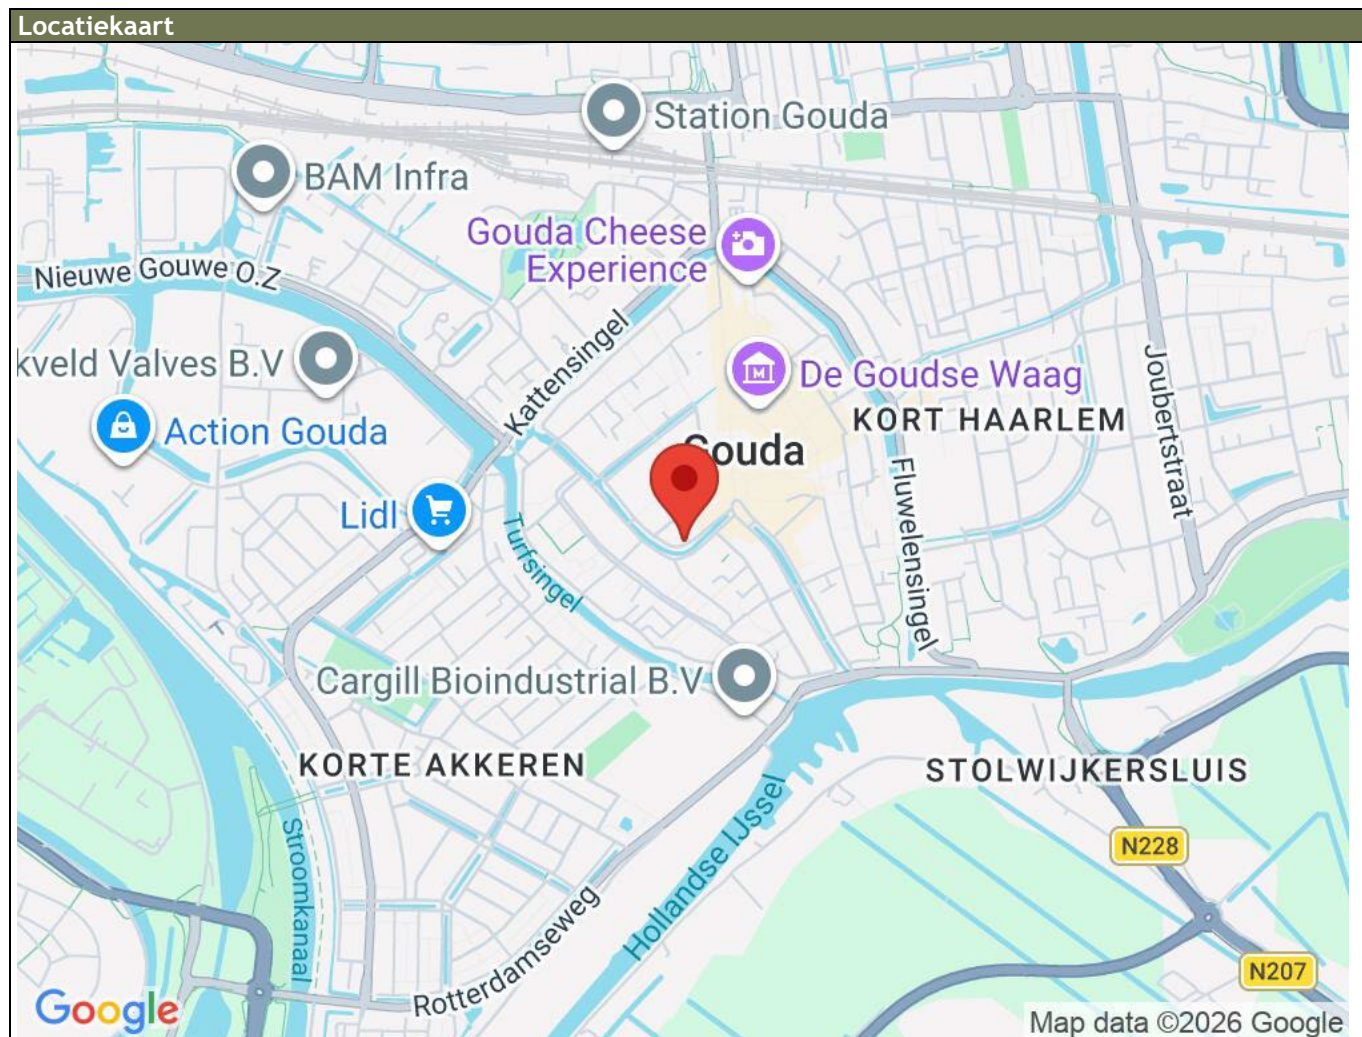 Locatiekaart
Station Gouda
BAM Infra
Gouda Cheese
Experience
Nieuwe Gouwe O.Z
Kattensingel
kveld Valves B.V
De Goudse Waag
Joubertstraat
Action Gouda
KORT HAARLEM
Gouda
Lidl
Fluwelensingel
Turfsingel
Cargill Bioindustrial B.V
KORTE AKKEREN
STOLWIJKERSLUIS
Stroomkanaal
Hollandse IJssel
N228
Rotterdamseweg
N207
Google
Map data ©2026 Google